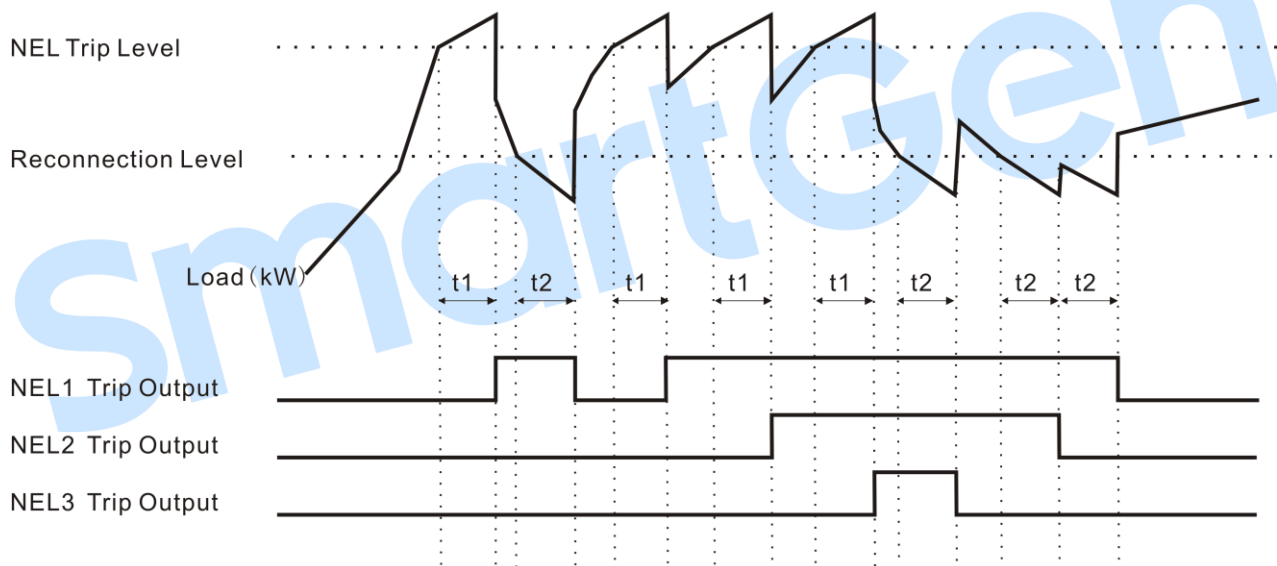 NEL Trip Level
Reconnection Level
Load(kW)
t1 t2 t1 t1 t1 t2 t2 t2
NEL1 Trip Output
NEL2 Trip Output
NEL3 Trip Output
SmartGen